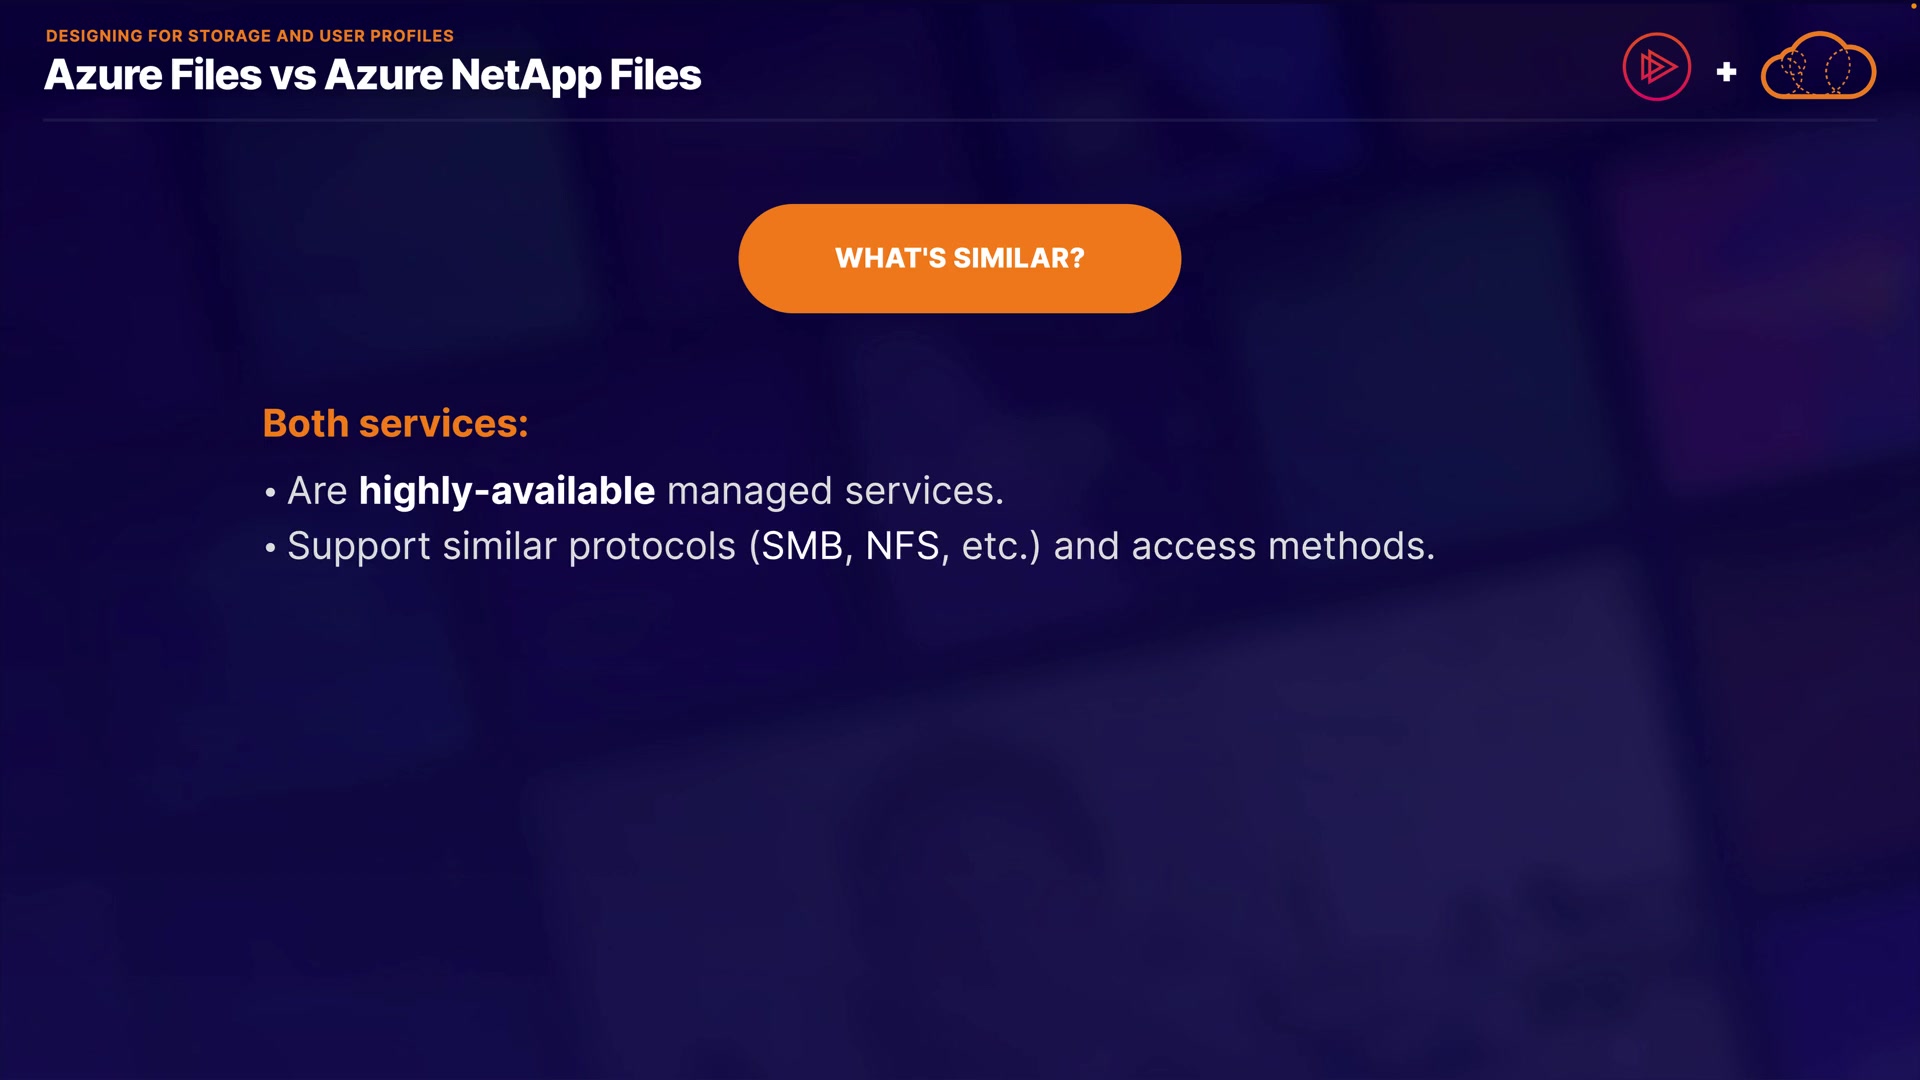 DESIGNING FOR STORAGE AND USER PROFILES
Azure Files vs Azure NetApp Files
+
WHAT'S SIMILAR?
Both services:
• Are highly-available managed services.
• Support similar protocols (SMB, NFS, etc.) and access methods.